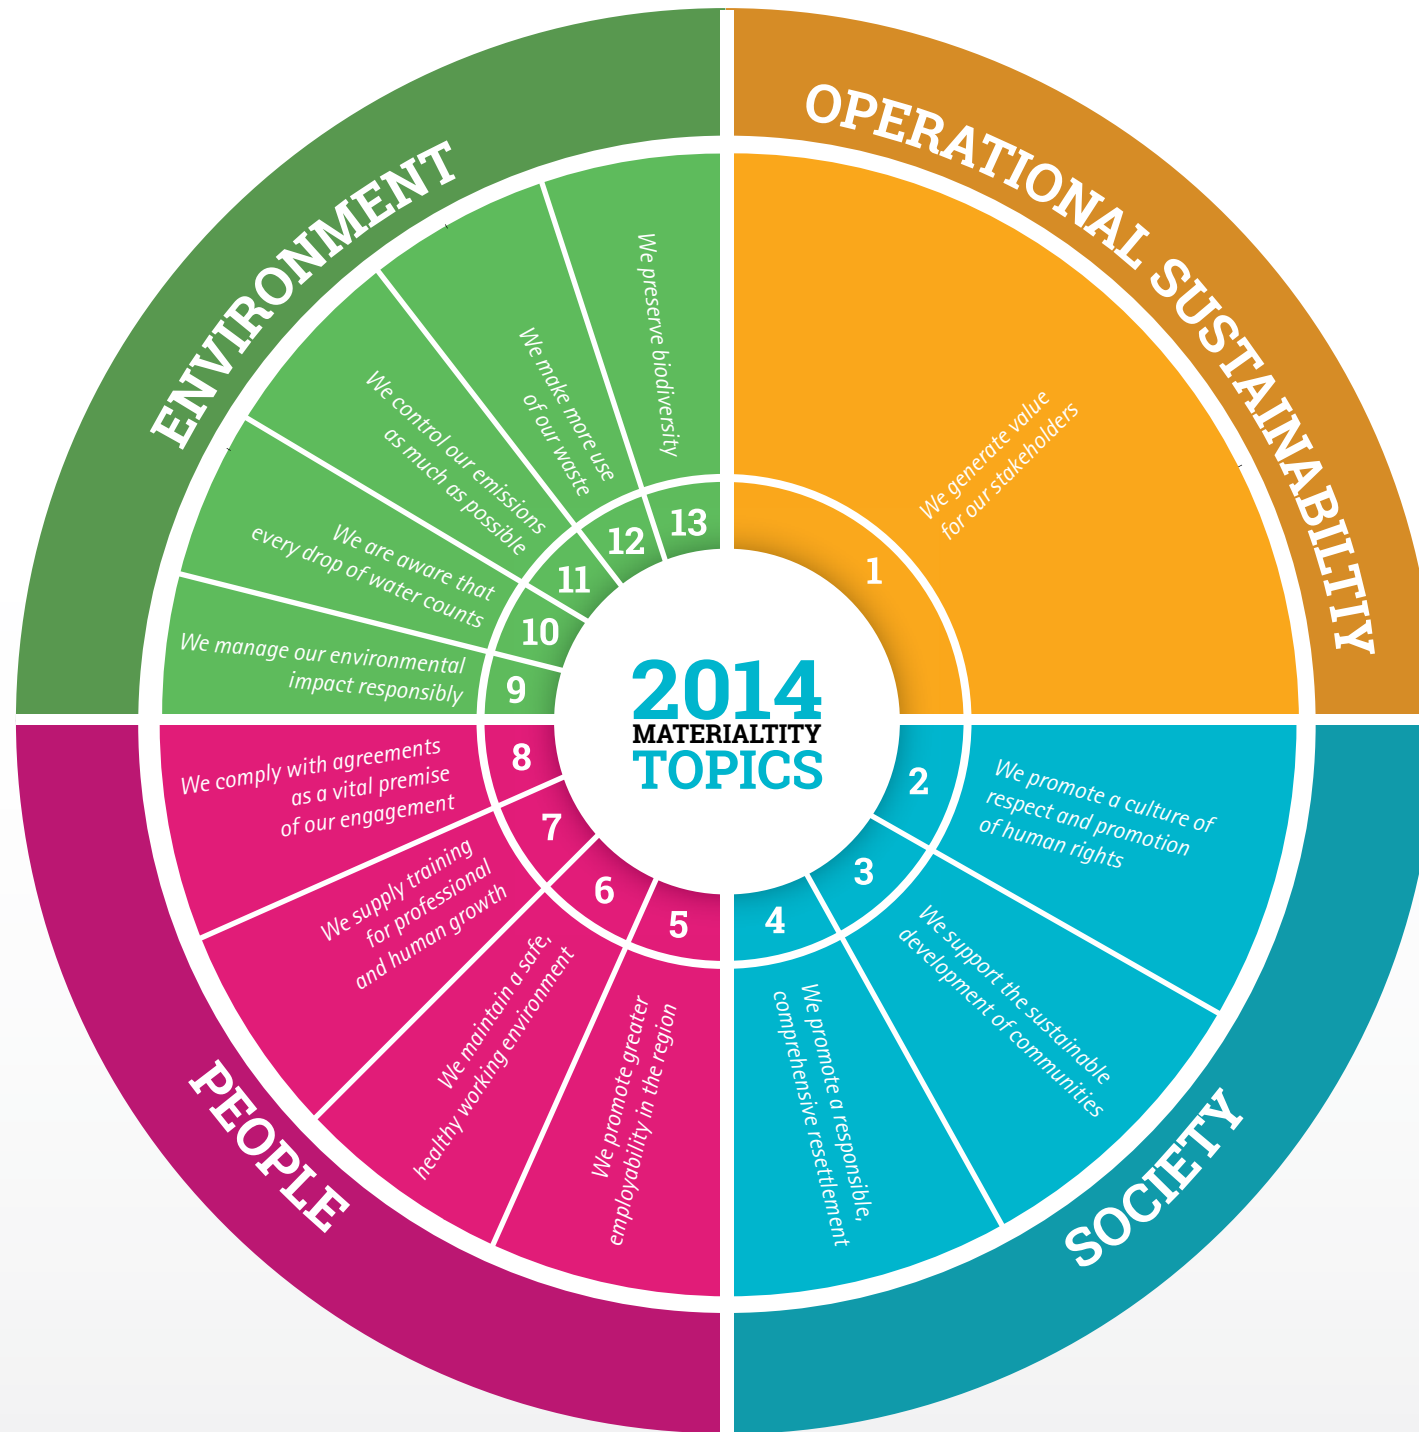 2014
MATERIALTITY
TOPICS
OPERATIONAL SUSTAINABILTIY
1
We generate value
for our stakeholders
SOCIETY
2
We promote a culture of
respect and promotion
of human rights
3
We support the sustainable
development of communities
4
We promote a responsible,
comprehensive resettlement
PEOPLE
5
We promote greater
employability in the region
6
We maintain a safe,
healthy working environment
7
We supply training
for professional
and human growth
8
We comply with agreements
as a vital premise
of our engagement
ENVIRONMENT
9
We manage our environmental
impact responsibly
10
We are aware that
every drop of water counts
11
We control our emissions
as much as possible
12
We make more use
of our waste
13
We preserve biodiversity